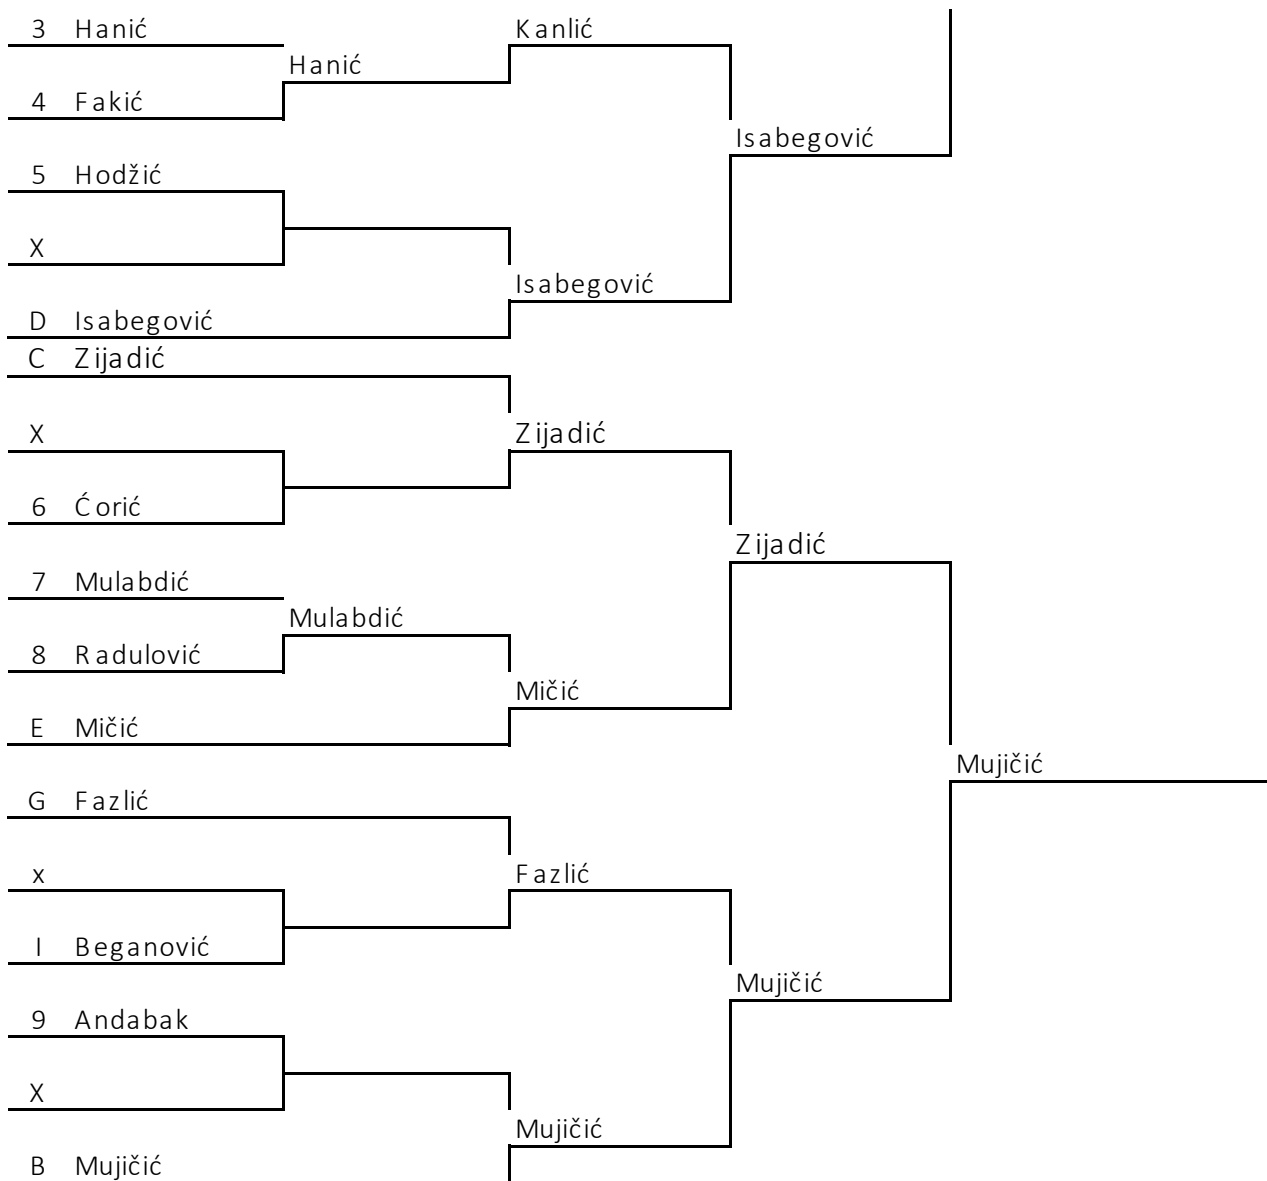 3 Hanić Kanlić
Hanić
4 Fakić
Isabegović
5 Hodžić
X
Isabegović
D Isabegović
C Zijadić
X Zijadić
6 Ćorić
Zijadić
7 Mulabdić
Mulabdić
8 Radulović
Mičić
E Mičić
Mujičić
G Fazlić
x Fazlić
I Beganović
Mujičić
9 Andabak
X
Mujičić
B Mujičić